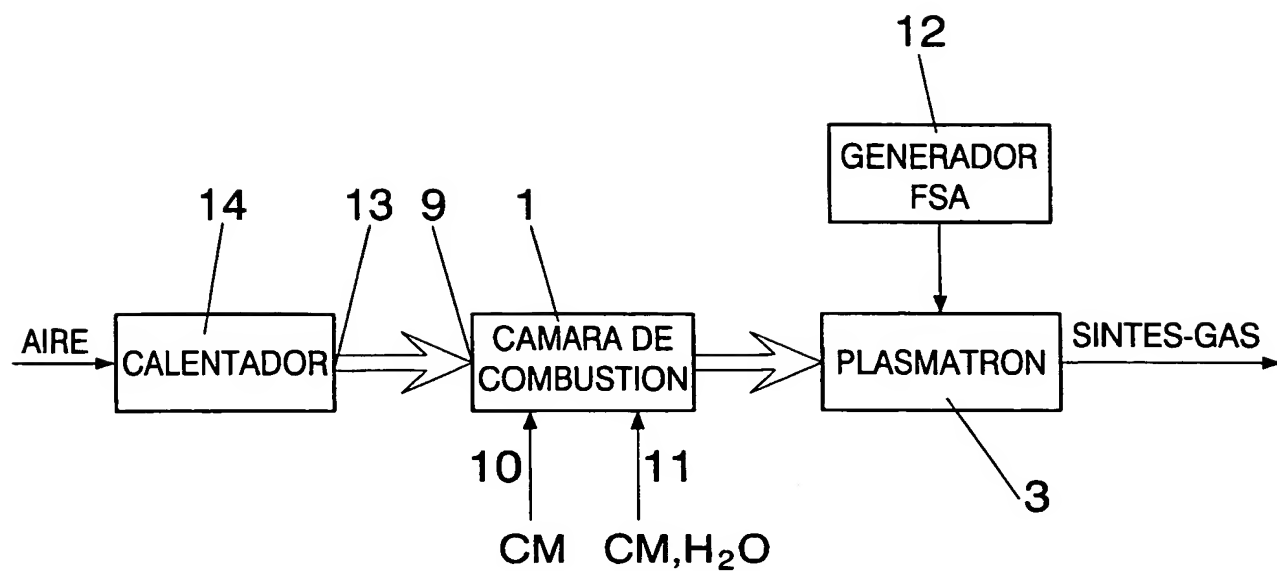 12
GENERADOR
FSA
14
13
9
1
AIRE
CALENTADOR
CAMARA DE
COMBUSTION
PLASMATRON
SINTES-GAS
10
11
3
CM
CM,H₂O